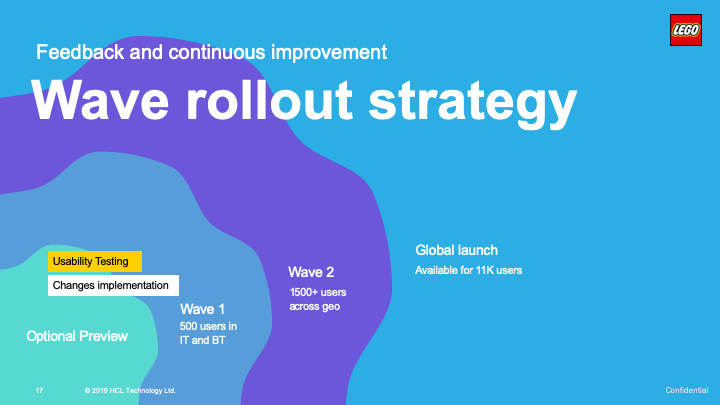 LEGO
Feedback and continuous improvement
Wave rollout strategy
Global launch
Available for 11K users
Usability Testing
Changes implementation
Wave 2
1500+ users
across geo
Wave 1
500 users in
IT and BT
Optional Preview
17
© 2019 HCL Technology Ltd.
Confidential